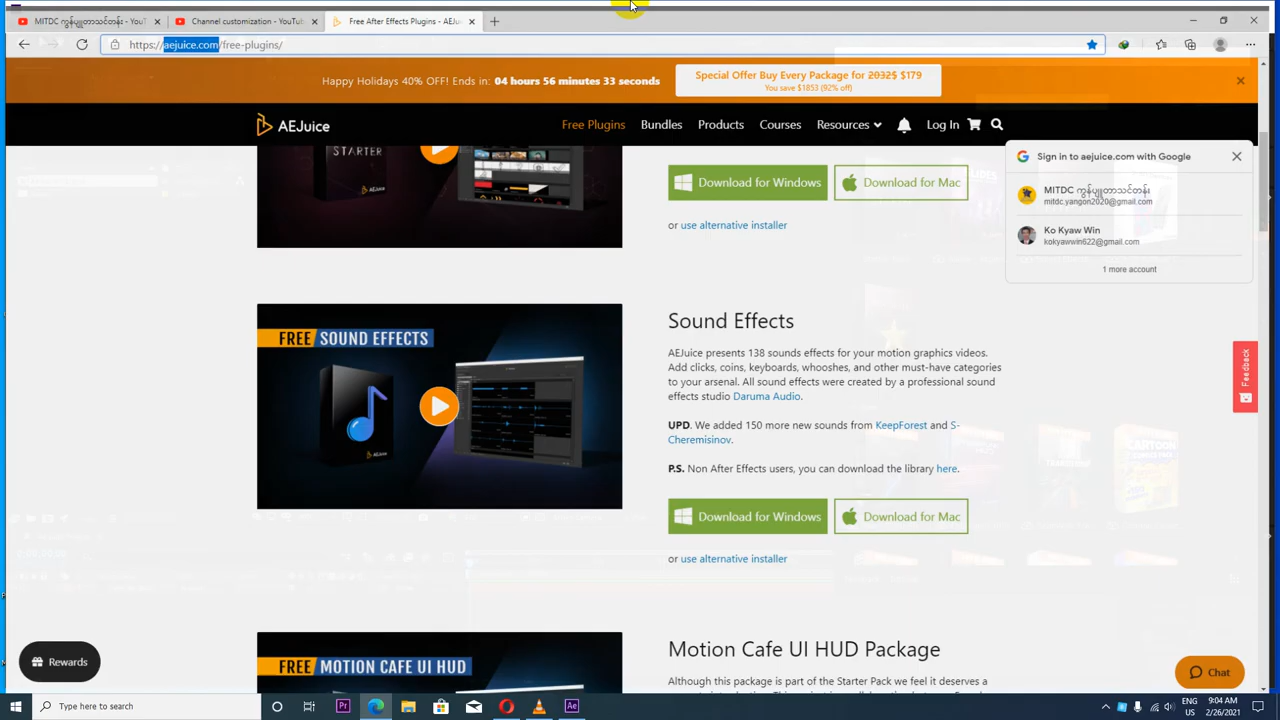 MITDC ကွန်ပျူတာသင်တန်း - YouT
Channel customization - YouTube
Free After Effects Plugins - AEJui
https://aejuice.com/free-plugins/
Happy Holidays 40% OFF! Ends in: 04 hours 56 minutes 33 seconds
Special Offer Buy Every Package for 2032$ $179
You save $1853 (92% off)
AEJuice
Free Plugins
Bundles
Products
Courses
Resources
Log In
STARTER
AEJuice
Download for Windows
Download for Mac
or use alternative installer
Sign in to aejuice.com with Google
MITDC ကွန်ပျူတာသင်တန်း
mitdc.yangon2020@gmail.com
Ko Kyaw Win
kokyawwin622@gmail.com
1 more account
FREE SOUND EFFECTS
AEJuice
Sound Effects
AEJuice presents 138 sounds effects for your motion graphics videos.
Add clicks, coins, keyboards, whooshes, and other must-have categories
to your arsenal. All sound effects were created by a professional sound
effects studio Daruma Audio.
UPD. We added 150 more new sounds from KeepForest and S-
Cheremisinov.
P.S. Non After Effects users, you can download the library here.
Download for Windows
Download for Mac
or use alternative installer
Feedback
FREE MOTION CAFE UI HUD
Motion Cafe UI HUD Package
Although this package is part of the Starter Pack we feel it deserves a
Rewards
Chat
Type here to search
Pr
Ae
ENG
US
9:04 AM
2/26/2021